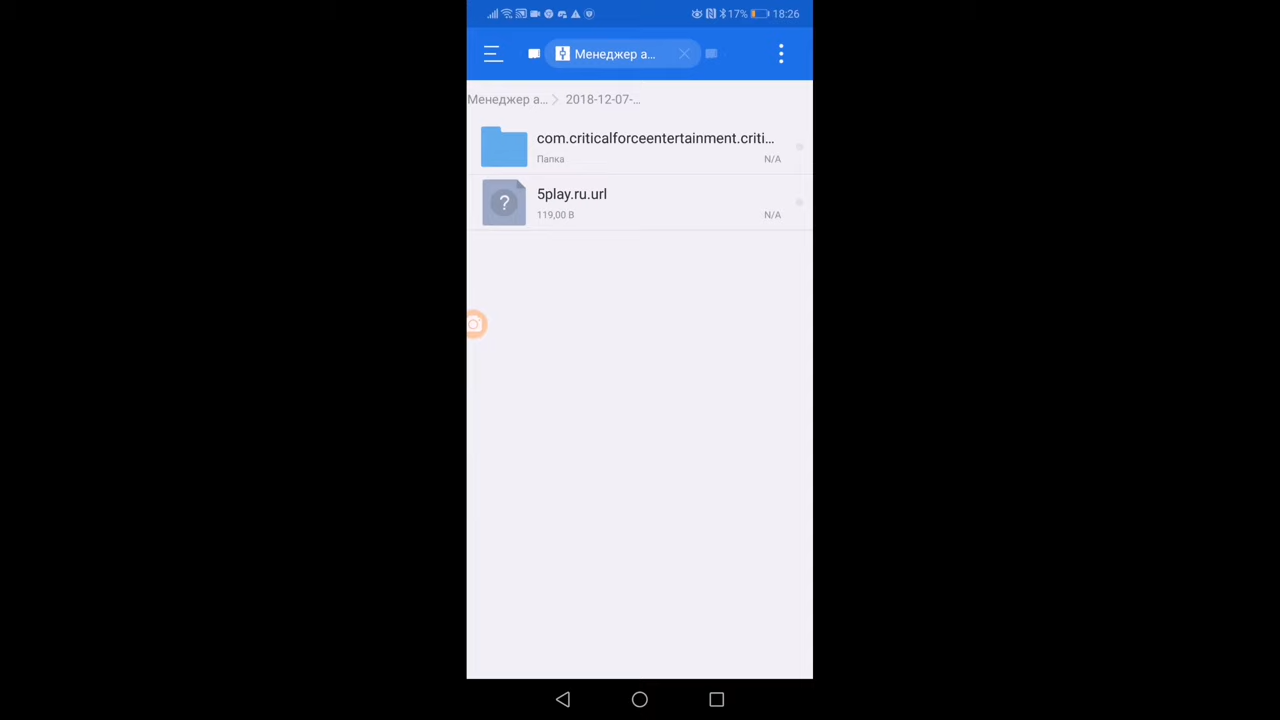 17% 18:26
Менеджер а...
Менеджер а... 2018-12-07-...
com.criticalforceentertainment.criti...
Папка N/A
5play.ru.url
119,00 B N/A